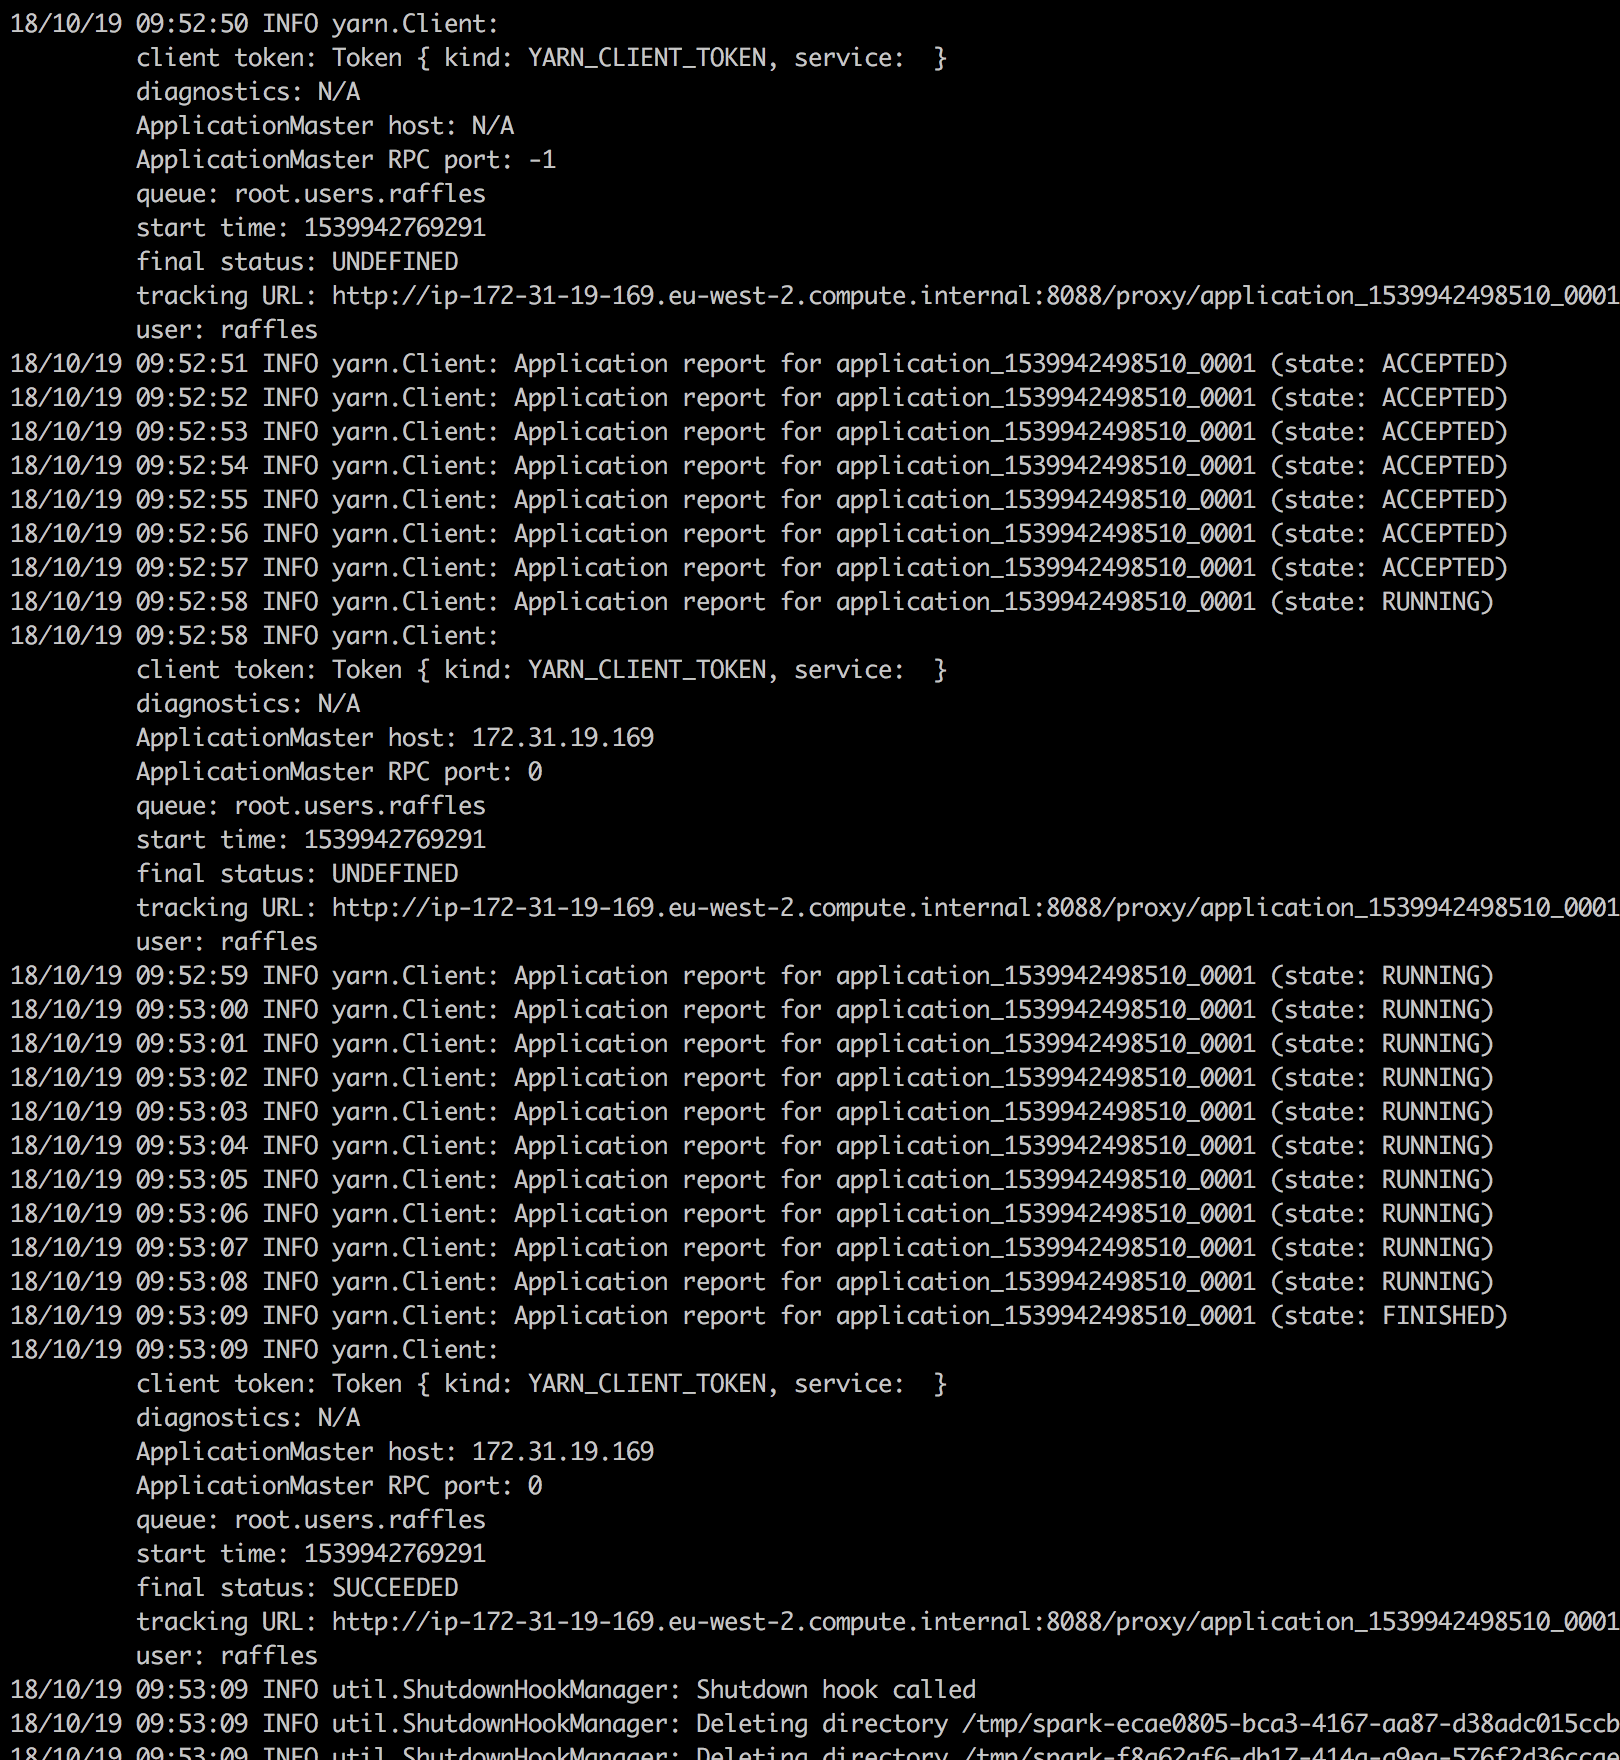 18/10/19 09:52:50 INFO yarn.Client:
client token: Token { kind: YARN_CLIENT_TOKEN, service:  }
diagnostics: N/A
ApplicationMaster host: N/A
ApplicationMaster RPC port: -1
queue: root.users.raffles
start time: 1539942769291
final status: UNDEFINED
tracking URL: http://ip-172-31-19-169.eu-west-2.compute.internal:8088/proxy/application_1539942498510_0001
user: raffles
18/10/19 09:52:51 INFO yarn.Client: Application report for application_1539942498510_0001 (state: ACCEPTED)
18/10/19 09:52:52 INFO yarn.Client: Application report for application_1539942498510_0001 (state: ACCEPTED)
18/10/19 09:52:53 INFO yarn.Client: Application report for application_1539942498510_0001 (state: ACCEPTED)
18/10/19 09:52:54 INFO yarn.Client: Application report for application_1539942498510_0001 (state: ACCEPTED)
18/10/19 09:52:55 INFO yarn.Client: Application report for application_1539942498510_0001 (state: ACCEPTED)
18/10/19 09:52:56 INFO yarn.Client: Application report for application_1539942498510_0001 (state: ACCEPTED)
18/10/19 09:52:57 INFO yarn.Client: Application report for application_1539942498510_0001 (state: ACCEPTED)
18/10/19 09:52:58 INFO yarn.Client: Application report for application_1539942498510_0001 (state: RUNNING)
18/10/19 09:52:58 INFO yarn.Client:
client token: Token { kind: YARN_CLIENT_TOKEN, service:  }
diagnostics: N/A
ApplicationMaster host: 172.31.19.169
ApplicationMaster RPC port: 0
queue: root.users.raffles
start time: 1539942769291
final status: UNDEFINED
tracking URL: http://ip-172-31-19-169.eu-west-2.compute.internal:8088/proxy/application_1539942498510_0001
user: raffles
18/10/19 09:52:59 INFO yarn.Client: Application report for application_1539942498510_0001 (state: RUNNING)
18/10/19 09:53:00 INFO yarn.Client: Application report for application_1539942498510_0001 (state: RUNNING)
18/10/19 09:53:01 INFO yarn.Client: Application report for application_1539942498510_0001 (state: RUNNING)
18/10/19 09:53:02 INFO yarn.Client: Application report for application_1539942498510_0001 (state: RUNNING)
18/10/19 09:53:03 INFO yarn.Client: Application report for application_1539942498510_0001 (state: RUNNING)
18/10/19 09:53:04 INFO yarn.Client: Application report for application_1539942498510_0001 (state: RUNNING)
18/10/19 09:53:05 INFO yarn.Client: Application report for application_1539942498510_0001 (state: RUNNING)
18/10/19 09:53:06 INFO yarn.Client: Application report for application_1539942498510_0001 (state: RUNNING)
18/10/19 09:53:07 INFO yarn.Client: Application report for application_1539942498510_0001 (state: RUNNING)
18/10/19 09:53:08 INFO yarn.Client: Application report for application_1539942498510_0001 (state: RUNNING)
18/10/19 09:53:09 INFO yarn.Client: Application report for application_1539942498510_0001 (state: FINISHED)
18/10/19 09:53:09 INFO yarn.Client:
client token: Token { kind: YARN_CLIENT_TOKEN, service:  }
diagnostics: N/A
ApplicationMaster host: 172.31.19.169
ApplicationMaster RPC port: 0
queue: root.users.raffles
start time: 1539942769291
final status: SUCCEEDED
tracking URL: http://ip-172-31-19-169.eu-west-2.compute.internal:8088/proxy/application_1539942498510_0001
user: raffles
18/10/19 09:53:09 INFO util.ShutdownHookManager: Shutdown hook called
18/10/19 09:53:09 INFO util.ShutdownHookManager: Deleting directory /tmp/spark-ecae0805-bca3-4167-aa87-d38adc015ccb
18/10/19 09:53:09 INFO util.ShutdownHookManager: Deleting directory